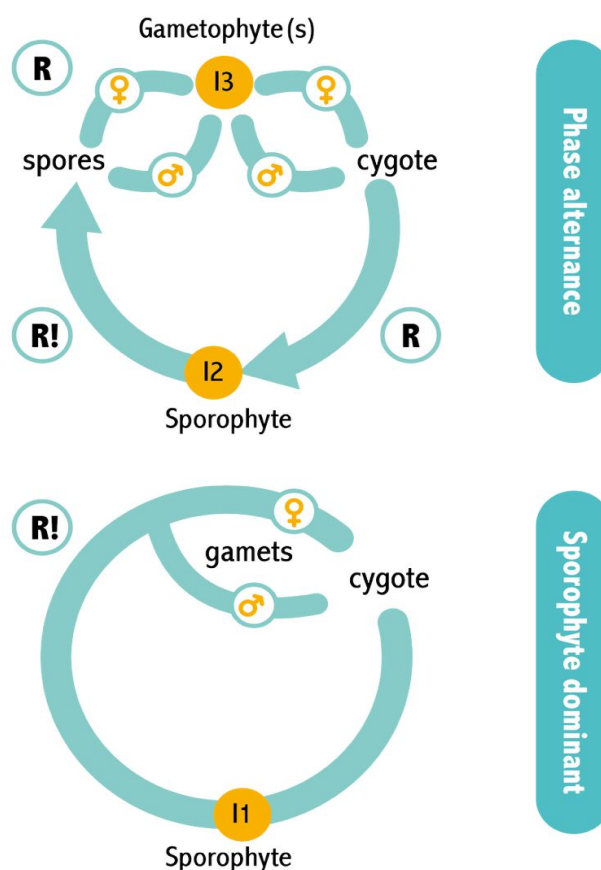 Gametophyte(s)
R
I3
spores
cygote
R!
R
I2
Sporophyte
Phase alternance
R!
gamets
cygote
I1
Sporophyte
Sporophyte dominant